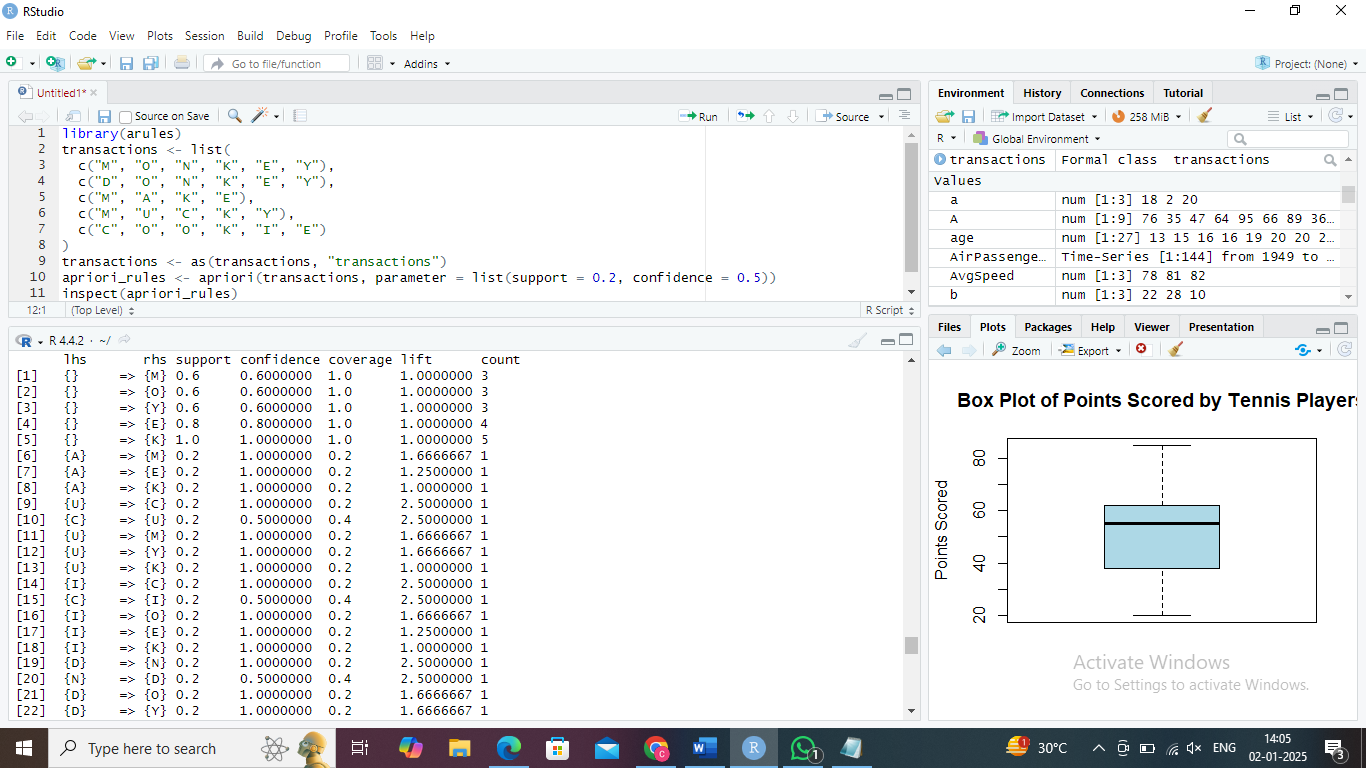 RStudio
File Edit Code View Plots Session Build Debug Profile Tools Help
Go to file/function Addins Project: (None)
Untitled1*
Source on Save Run Source
1 library(arules)
2 transactions <- list(
3 c("M", "O", "N", "K", "E", "Y"),
4 c("D", "O", "N", "K", "E", "Y"),
5 c("M", "A", "K", "E"),
6 c("M", "U", "C", "K", "Y"),
7 c("C", "O", "O", "K", "I", "E")
8 )
9 transactions <- as(transactions, "transactions")
10 apriori_rules <- apriori(transactions, parameter = list(support = 0.2, confidence = 0.5))
11 inspect(apriori_rules)
12:1 (Top Level) R Script
R 4.4.2 · ~/
lhs rhs support confidence coverage lift count
[1] {} => {M} 0.6 0.6000000 1.0 1.0000000 3
[2] {} => {O} 0.6 0.6000000 1.0 1.0000000 3
[3] {} => {Y} 0.6 0.6000000 1.0 1.0000000 3
[4] {} => {E} 0.8 0.8000000 1.0 1.0000000 4
[5] {} => {K} 1.0 1.0000000 1.0 1.0000000 5
[6] {A} => {M} 0.2 1.0000000 0.2 1.6666667 1
[7] {A} => {E} 0.2 1.0000000 0.2 1.2500000 1
[8] {A} => {K} 0.2 1.0000000 0.2 1.0000000 1
[9] {U} => {C} 0.2 1.0000000 0.2 2.5000000 1
[10] {C} => {U} 0.2 0.5000000 0.4 2.5000000 1
[11] {U} => {M} 0.2 1.0000000 0.2 1.6666667 1
[12] {U} => {Y} 0.2 1.0000000 0.2 1.6666667 1
[13] {U} => {K} 0.2 1.0000000 0.2 1.0000000 1
[14] {I} => {C} 0.2 1.0000000 0.2 2.5000000 1
[15] {C} => {I} 0.2 0.5000000 0.4 2.5000000 1
[16] {I} => {O} 0.2 1.0000000 0.2 1.6666667 1
[17] {I} => {E} 0.2 1.0000000 0.2 1.2500000 1
[18] {I} => {K} 0.2 1.0000000 0.2 1.0000000 1
[19] {D} => {N} 0.2 1.0000000 0.2 2.5000000 1
[20] {N} => {D} 0.2 0.5000000 0.4 2.5000000 1
[21] {D} => {O} 0.2 1.0000000 0.2 1.6666667 1
[22] {D} => {Y} 0.2 1.0000000 0.2 1.6666667 1
Environment History Connections Tutorial
Import Dataset 258 MiB List
R Global Environment
transactions Formal class transactions
Values
a num [1:3] 18 2 20
A num [1:9] 76 35 47 64 95 66 89 36…
age num [1:27] 13 15 16 16 19 20 20 2…
AirPassenge… Time-Series [1:144] from 1949 to …
AvgSpeed num [1:3] 78 81 82
b num [1:3] 22 28 10
Files Plots Packages Help Viewer Presentation
Zoom Export
Box Plot of Points Scored by Tennis Players
Points Scored
80
60
40
20
Activate Windows
Go to Settings to activate Windows.
Type here to search
1 30°C ENG 14:05
02-01-2025
3